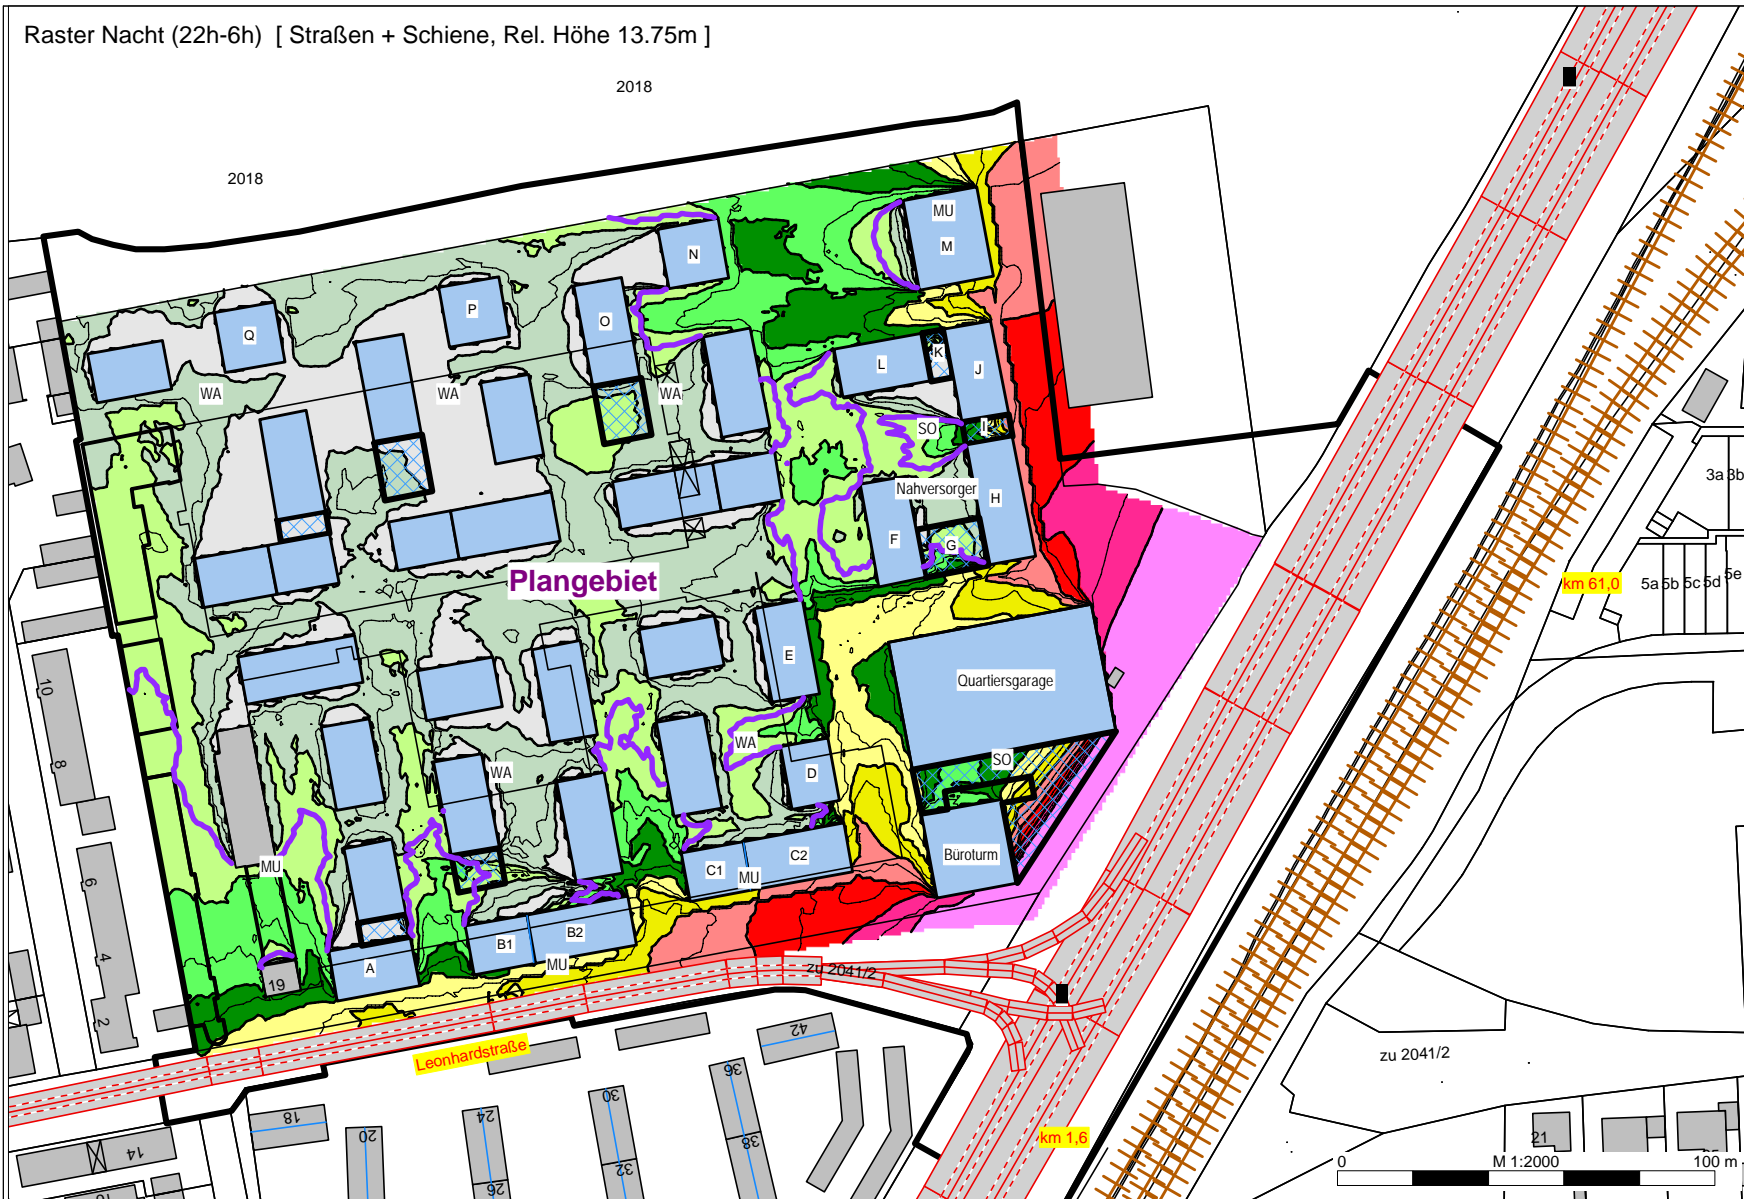 Raster Nacht (22h-6h) [ Straßen + Schiene, Rel. Höhe 13.75m ]
2018
2018
MU
M
N
Q
P
O
K
L
J
WA
WA
WA
SO
I
Nahversorger
H
F
G
3a 3b
Plangebiet
km 61,0
5a 5b 5c 5d 5e
E
Quartiersgarage
10
WA
SO
8
WA
D
MU
C2
C1
MU
Büroturm
6
B2
B1
MU
A
4
19
zu 2041/2
2
Leonhardstraße
42
zu 2041/2
36
30
24
18
20
38
32
26
14
km 1,6
21
0
M 1:2000
100 m